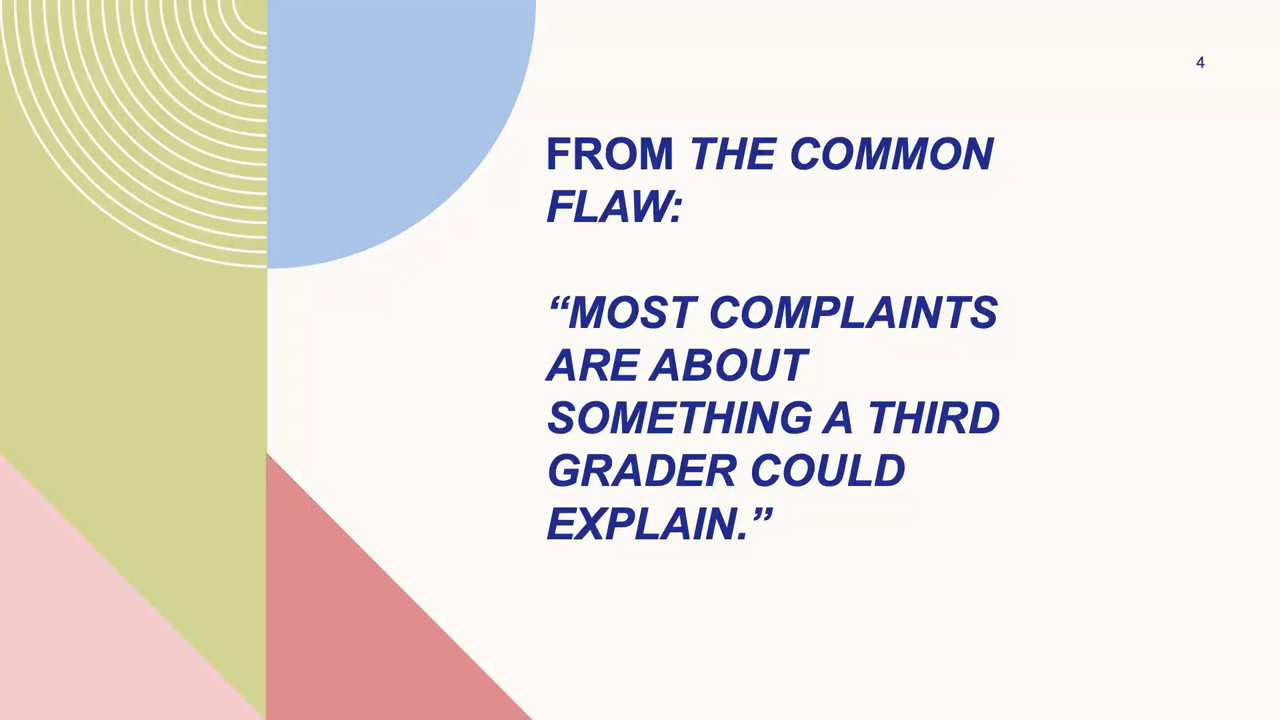 4
FROM THE COMMON
FLAW:
“MOST COMPLAINTS
ARE ABOUT
SOMETHING A THIRD
GRADER COULD
EXPLAIN.”